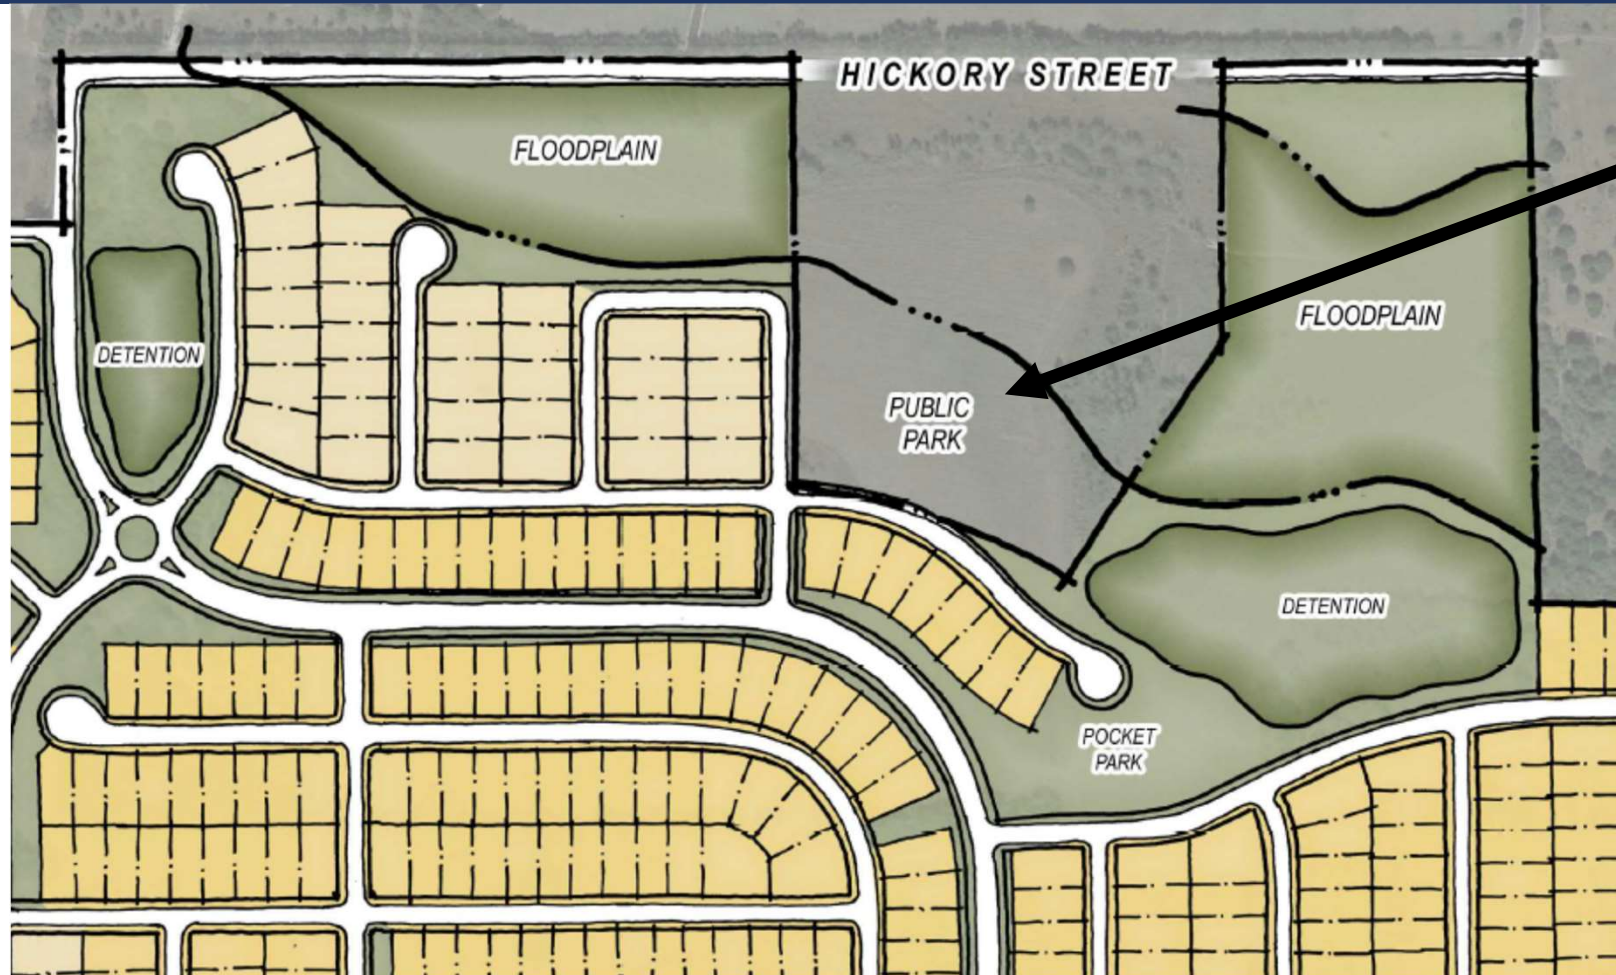 HICKORY STREET
FLOODPLAIN
FLOODPLAIN
DETENTION
PUBLIC
PARK
DETENTION
POCKET
PARK